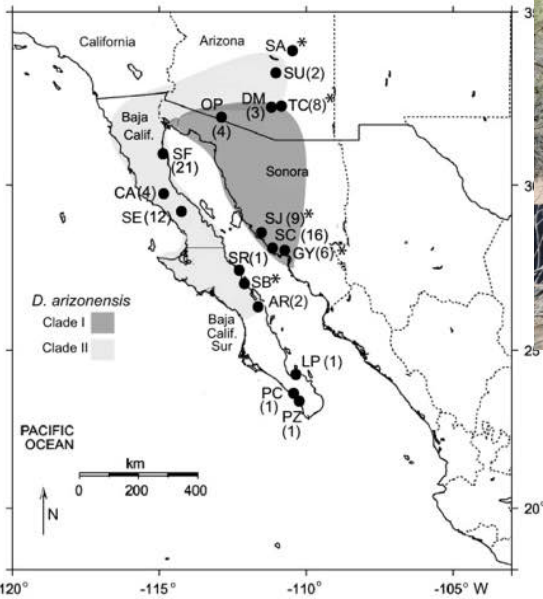 35
California
Arizona
SA *
SU(2)
DM
(3)
TC(8) *
OP
(4)
Baja
Calif.
SF
(21)
Sonora
30
CA(4)
SE(12)
SJ (9)*
SC (16)
GY(6)*
SR(1)
SB*
AR(2)
D. arizonensis
Clade I
Clade II
Baja
Calif.
Sur
25
LP (1)
PC
(1)
PZ
(1)
PACIFIC
OCEAN
km
0 200 400
N
20°
120° -115° -110° -105° W